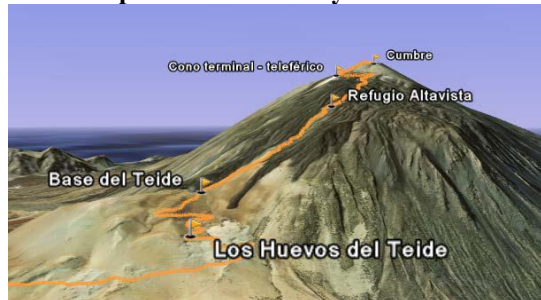 Cumbre
Cono terminal - teleférico
Refugio Altavista
Base del Teide
Los Huevos del Teide